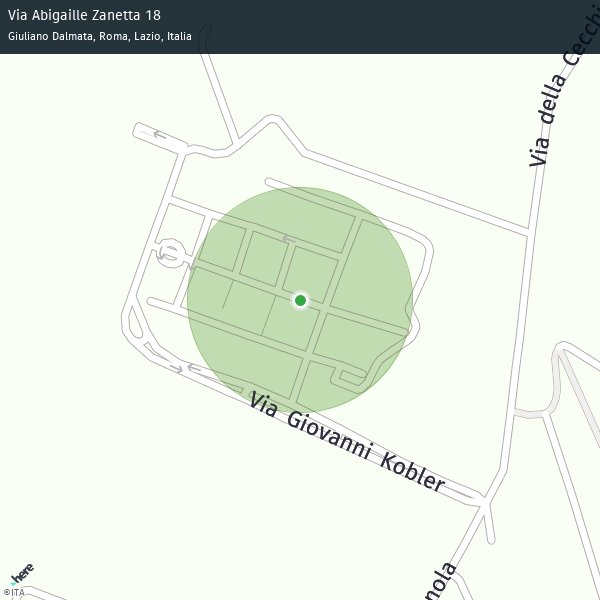 Via Abigaille Zanetta 18
Giuliano Dalmata, Roma, Lazio, Italia
Via della Cecchi
Via Giovanni Kobler
nola
here
©ITA